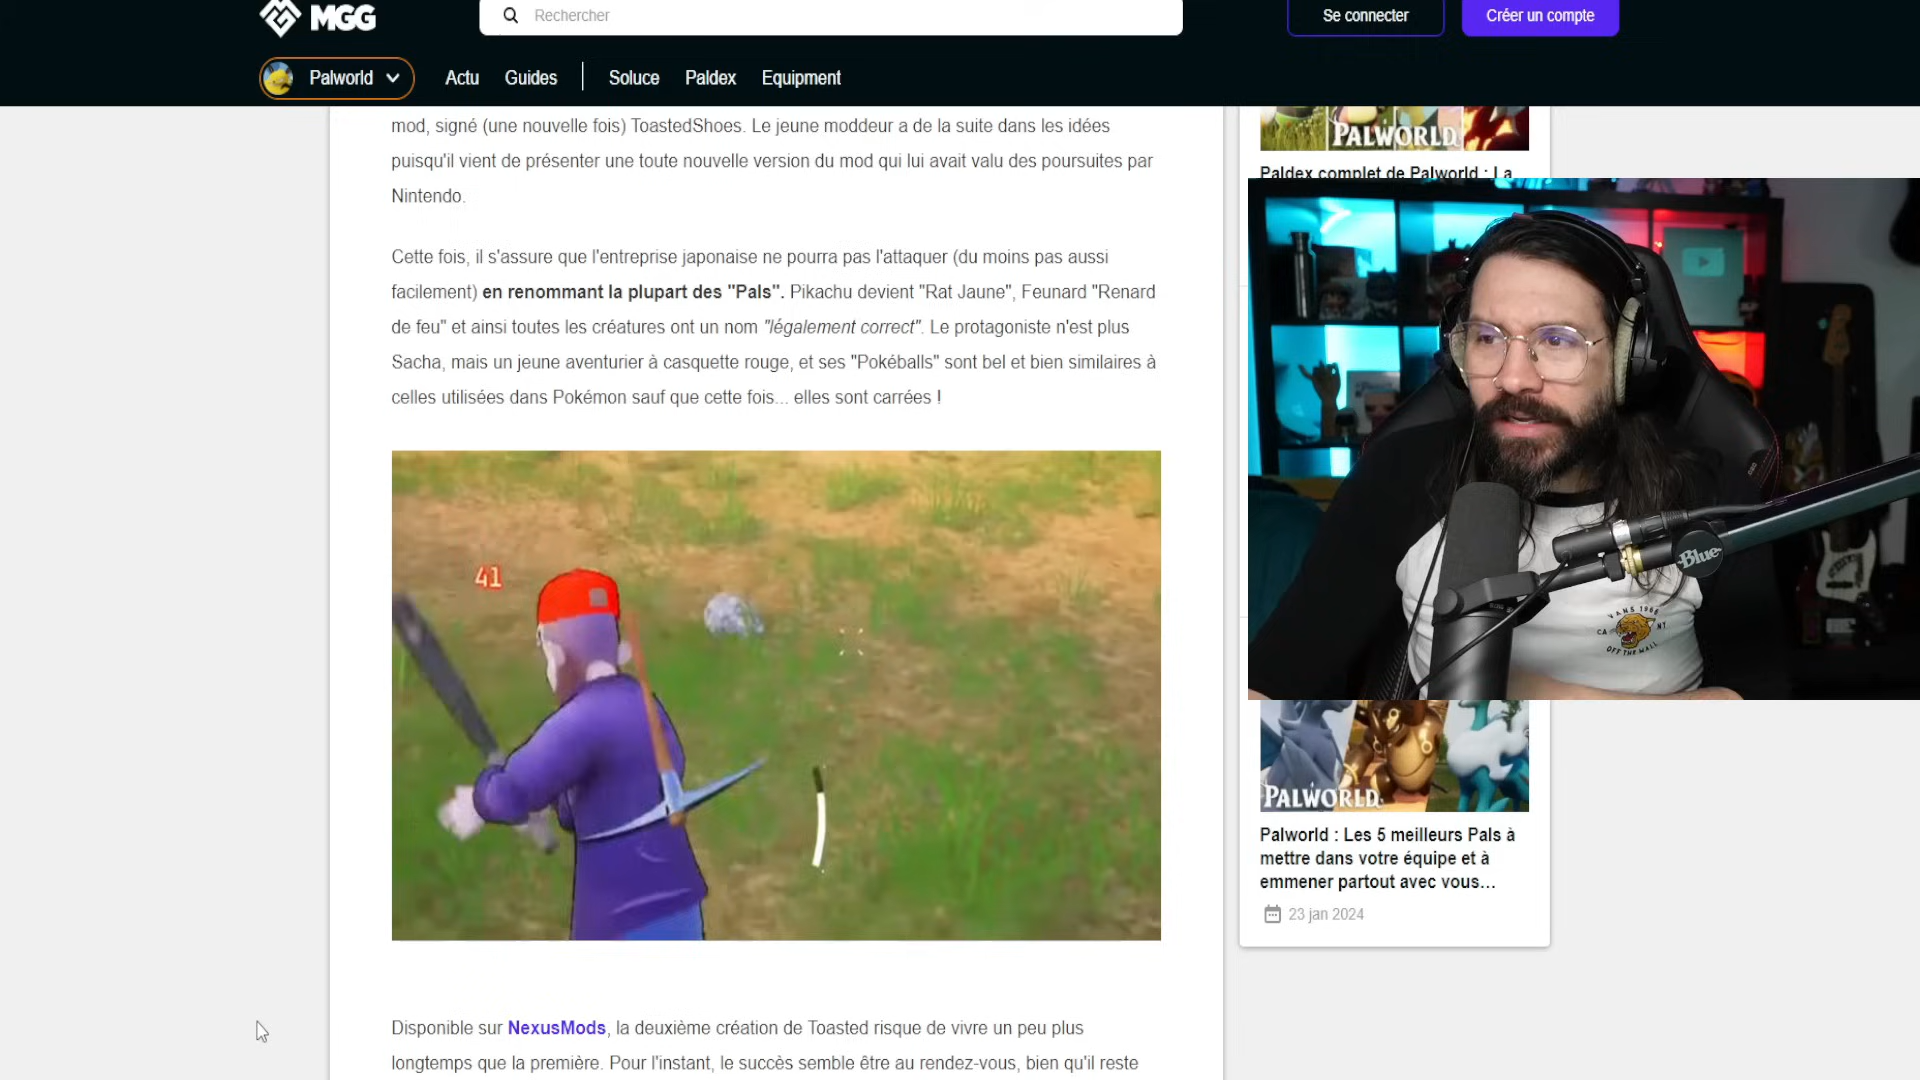 MGG
Rechercher
Se connecter
Créer un compte
Palworld
Actu
Guides
Soluce
Paldex
Equipment
mod, signé (une nouvelle fois) ToastedShoes. Le jeune moddeur a de la suite dans les idées
puisqu'il vient de présenter une toute nouvelle version du mod qui lui avait valu des poursuites par
Nintendo.
Cette fois, il s'assure que l'entreprise japonaise ne pourra pas l'attaquer (du moins pas aussi
facilement) en renommant la plupart des "Pals". Pikachu devient "Rat Jaune", Feunard "Renard
de feu" et ainsi toutes les créatures ont un nom "légalement correct". Le protagoniste n'est plus
Sacha, mais un jeune aventurier à casquette rouge, et ses "Pokéballs" sont bel et bien similaires à
celles utilisées dans Pokémon sauf que cette fois... elles sont carrées !
41
Disponible sur NexusMods, la deuxième création de Toasted risque de vivre un peu plus
longtemps que la première. Pour l'instant, le succès semble être au rendez-vous, bien qu'il reste
PALWORLD
Paldex complet de Palworld : La
Blue
VANS 1966
CA NY
OFF THE WALL
PALWORLD
Palworld : Les 5 meilleurs Pals à
mettre dans votre équipe et à
emmener partout avec vous...
23 jan 2024